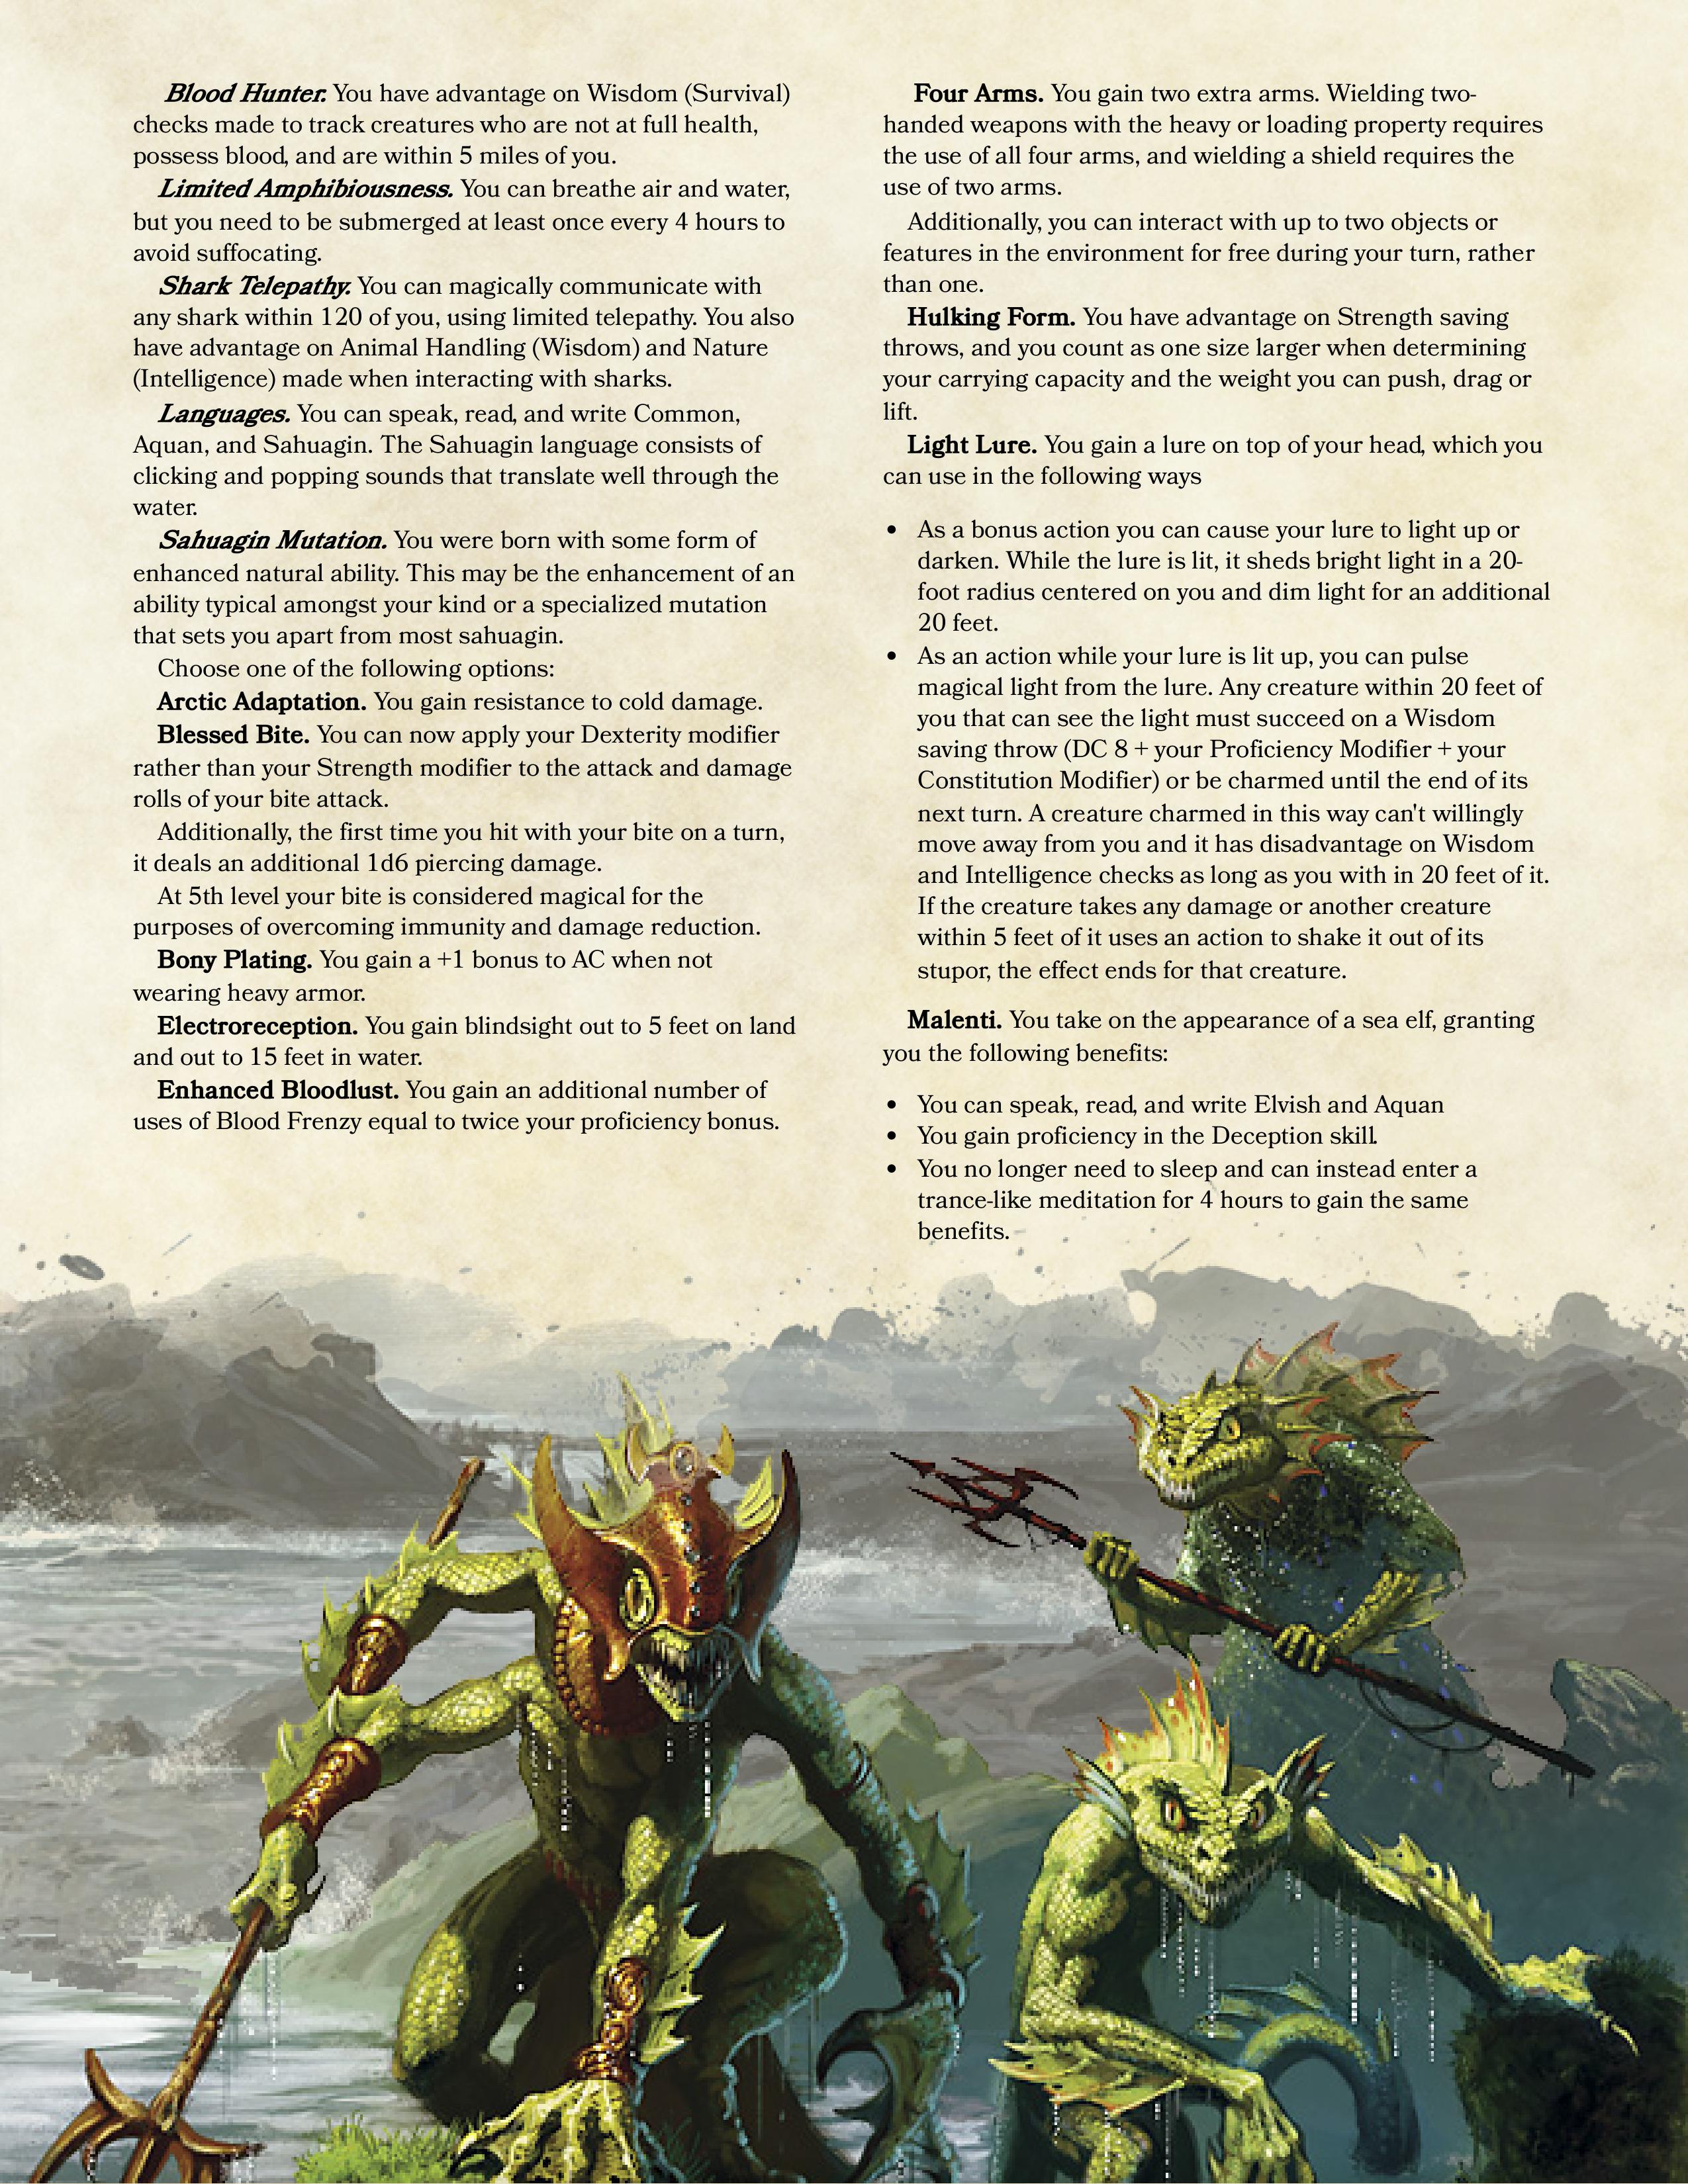 Blood Hunter. You have advantage on Wisdom (Survival)
checks made to track creatures who are not at full health,
possess blood, and are within 5 miles of you.
Limited Amphibiousness. You can breathe air and water,
but you need to be submerged at least once every 4 hours to
avoid suffocating.
Shark Telepathy. You can magically communicate with
any shark within 120 of you, using limited telepathy. You also
have advantage on Animal Handling (Wisdom) and Nature
(Intelligence) made when interacting with sharks.
Languages. You can speak, read, and write Common,
Aquan, and Sahuagin. The Sahuagin language consists of
clicking and popping sounds that translate well through the
water.
Sahuagin Mutation. You were born with some form of
enhanced natural ability. This may be the enhancement of an
ability typical amongst your kind or a specialized mutation
that sets you apart from most sahuagin.
Choose one of the following options:
Arctic Adaptation. You gain resistance to cold damage.
Blessed Bite. You can now apply your Dexterity modifier
rather than your Strength modifier to the attack and damage
rolls of your bite attack.
Additionally, the first time you hit with your bite on a turn,
it deals an additional 1d6 piercing damage.
At 5th level your bite is considered magical for the
purposes of overcoming immunity and damage reduction.
Bony Plating. You gain a +1 bonus to AC when not
wearing heavy armor.
Electroreception. You gain blindsight out to 5 feet on land
and out to 15 feet in water.
Enhanced Bloodlust. You gain an additional number of
uses of Blood Frenzy equal to twice your proficiency bonus.
Four Arms. You gain two extra arms. Wielding two-
handed weapons with the heavy or loading property requires
the use of all four arms, and wielding a shield requires the
use of two arms.
Additionally, you can interact with up to two objects or
features in the environment for free during your turn, rather
than one.
Hulking Form. You have advantage on Strength saving
throws, and you count as one size larger when determining
your carrying capacity and the weight you can push, drag or
lift.
Light Lure. You gain a lure on top of your head, which you
can use in the following ways
• As a bonus action you can cause your lure to light up or
darken. While the lure is lit, it sheds bright light in a 20-
foot radius centered on you and dim light for an additional
20 feet.
• As an action while your lure is lit up, you can pulse
magical light from the lure. Any creature within 20 feet of
you that can see the light must succeed on a Wisdom
saving throw (DC 8 + your Proficiency Modifier + your
Constitution Modifier) or be charmed until the end of its
next turn. A creature charmed in this way can't willingly
move away from you and it has disadvantage on Wisdom
and Intelligence checks as long as you with in 20 feet of it.
If the creature takes any damage or another creature
within 5 feet of it uses an action to shake it out of its
stupor, the effect ends for that creature.
Malenti. You take on the appearance of a sea elf, granting
you the following benefits:
• You can speak, read, and write Elvish and Aquan
• You gain proficiency in the Deception skill.
• You no longer need to sleep and can instead enter a
trance-like meditation for 4 hours to gain the same
benefits.